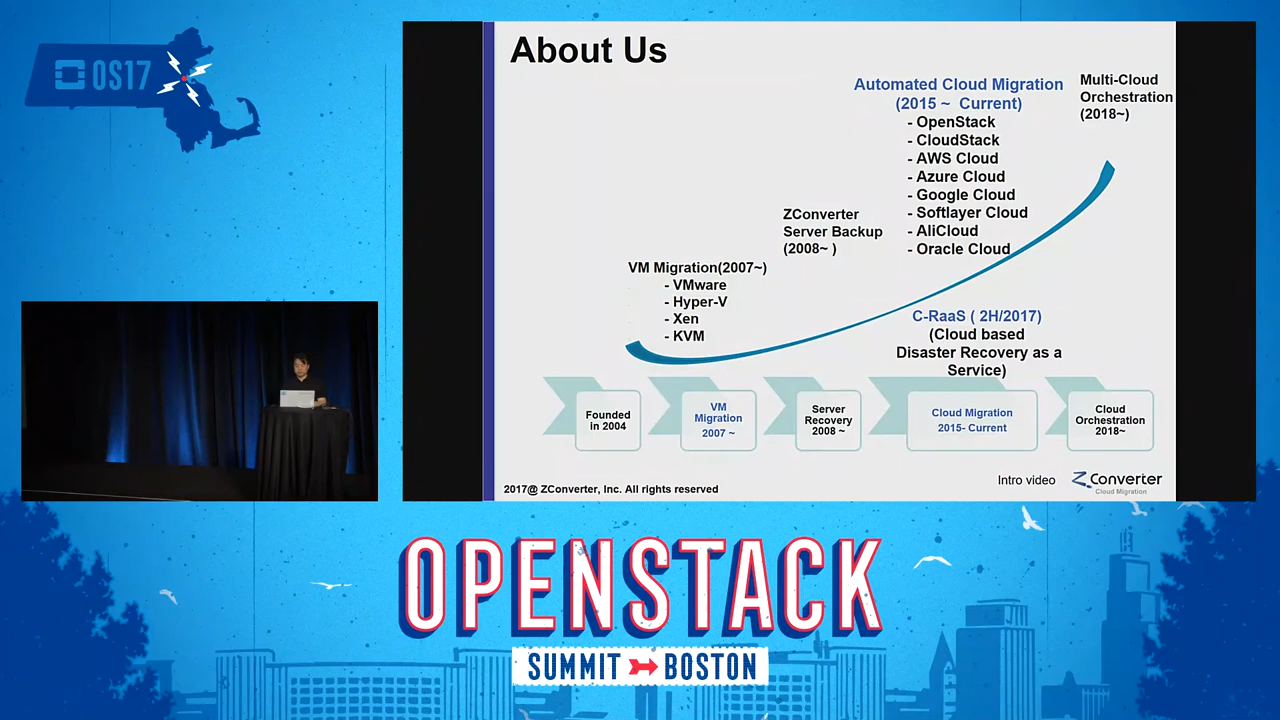 OS17
About Us
Automated Cloud Migration
(2015 ~ Current)
- OpenStack
- CloudStack
- AWS Cloud
- Azure Cloud
- Google Cloud
- Softlayer Cloud
- AliCloud
- Oracle Cloud
Multi-Cloud
Orchestration
(2018~)
ZConverter
Server Backup
(2008~ )
VM Migration(2007~)
- VMware
- Hyper-V
- Xen
- KVM
C-RaaS ( 2H/2017)
(Cloud based
Disaster Recovery as a
Service)
Founded
in 2004
VM
Migration
2007 ~
Server
Recovery
2008 ~
Cloud Migration
2015- Current
Cloud
Orchestration
2018~
2017@ ZConverter, Inc. All rights reserved
Intro video
ZConverter
Cloud Migration
OPENSTACK
SUMMIT BOSTON